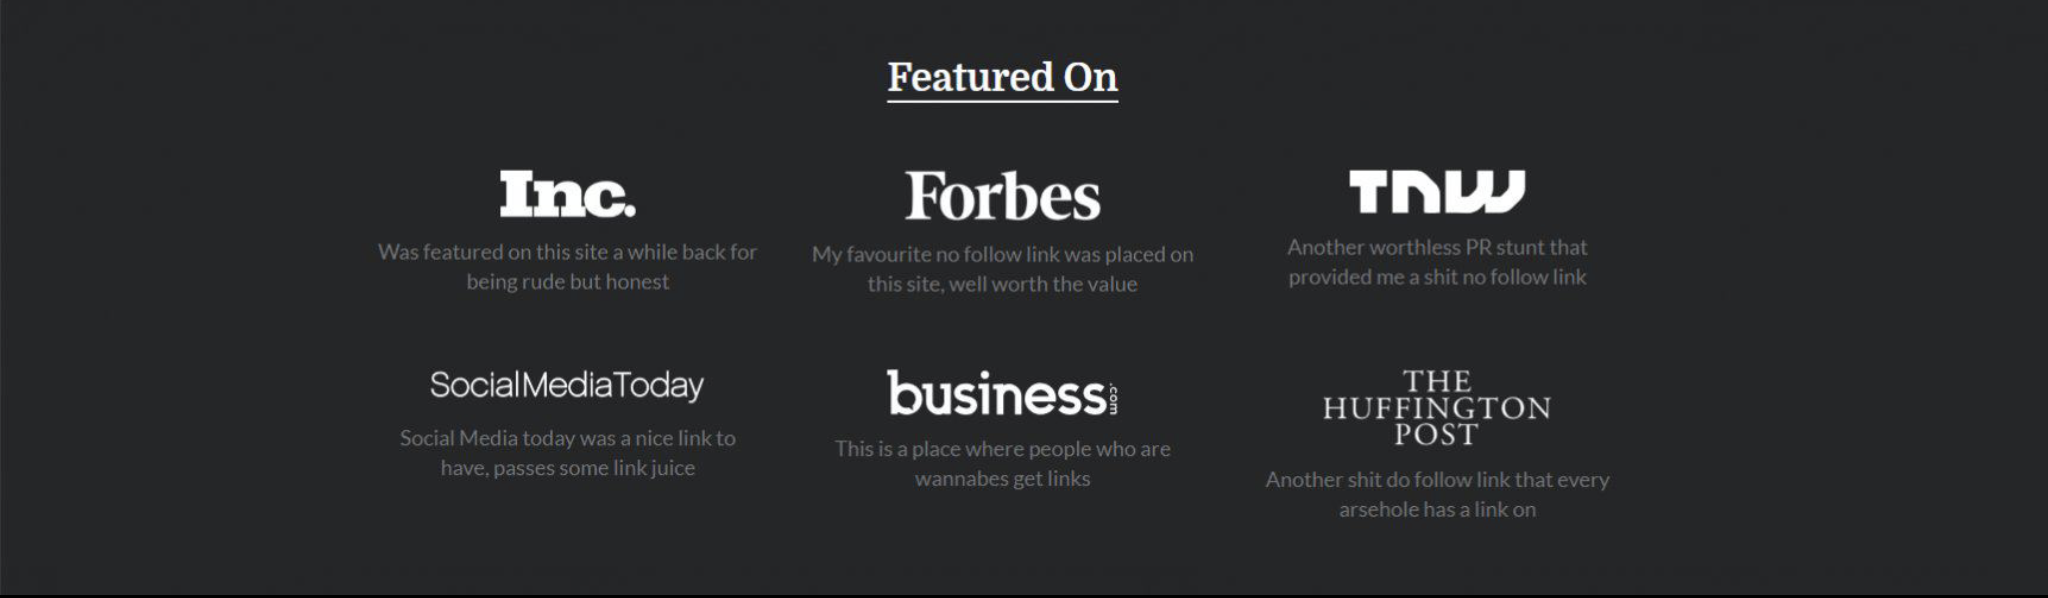 Featured On
Inc.
Was featured on this site a while back for
being rude but honest
Forbes
My favourite no follow link was placed on
this site, well worth the value
TNW
Another worthless PR stunt that
provided me a shit no follow link
SocialMediaToday
Social Media today was a nice link to
have, passes some link juice
business.com
This is a place where people who are
wannabes get links
THE
HUFFINGTON
POST
Another shit do follow link that every
arsehole has a link on